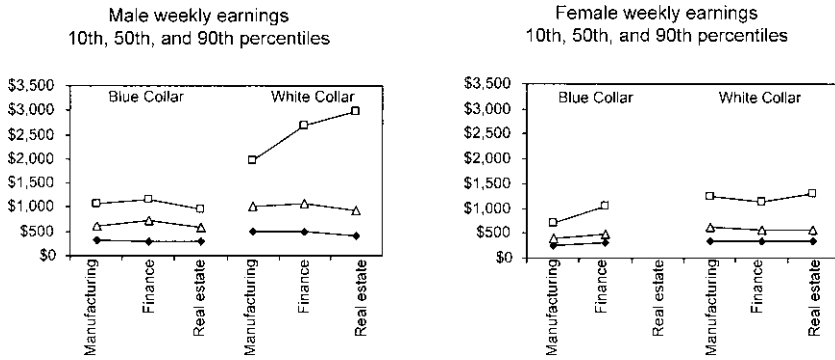 Male weekly earnings
10th, 50th, and 90th percentiles
$3,500
$3,000
$2,500
$2,000
$1,500
$1,000
$500
$0
Blue Collar
White Collar
Manufacturing
Finance
Real estate
Manufacturing
Finance
Real estate
Female weekly earnings
10th, 50th, and 90th percentiles
$3,500
$3,000
$2,500
$2,000
$1,500
$1,000
$500
$0
Blue Collar
White Collar
Manufacturing
Finance
Real estate
Manufacturing
Finance
Real estate